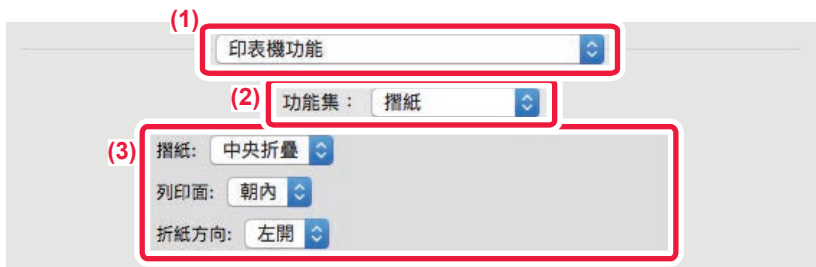 (1)
印表機功能
(2)
功能集： 摺紙
(3)
摺紙: 中央折疊
列印面: 朝內
折紙方向: 左開